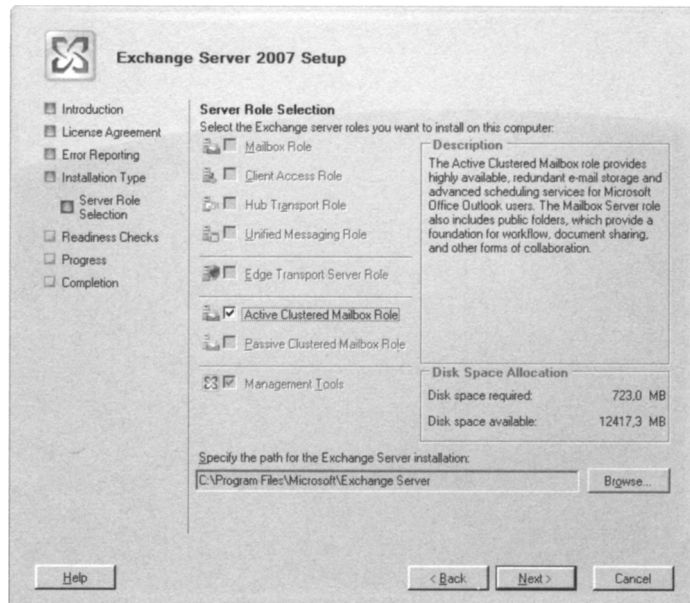 Exchange Server 2007 Setup
Introduction
License Agreement
Error Reporting
Installation Type
Server Role
Selection
Readiness Checks
Progress
Completion
Server Role Selection
Select the Exchange server roles you want to install on this computer:
Mailbox Role
Client Access Role
Hub Transport Role
Unified Messaging Role
Edge Transport Server Role
Active Clustered Mailbox Role
Passive Clustered Mailbox Role
Management Tools
Description
The Active Clustered Mailbox role provides
highly available, redundant e-mail storage and
advanced scheduling services for Microsoft
Office Outlook users. The Mailbox Server role
also includes public folders, which provide a
foundation for workflow, document sharing,
and other forms of collaboration.
Disk Space Allocation
Disk space required: 723,0 MB
Disk space available: 12417,3 MB
Specify the path for the Exchange Server installation:
C:\Program Files\Microsoft\Exchange Server
Browse...
Help
< Back
Next >
Cancel